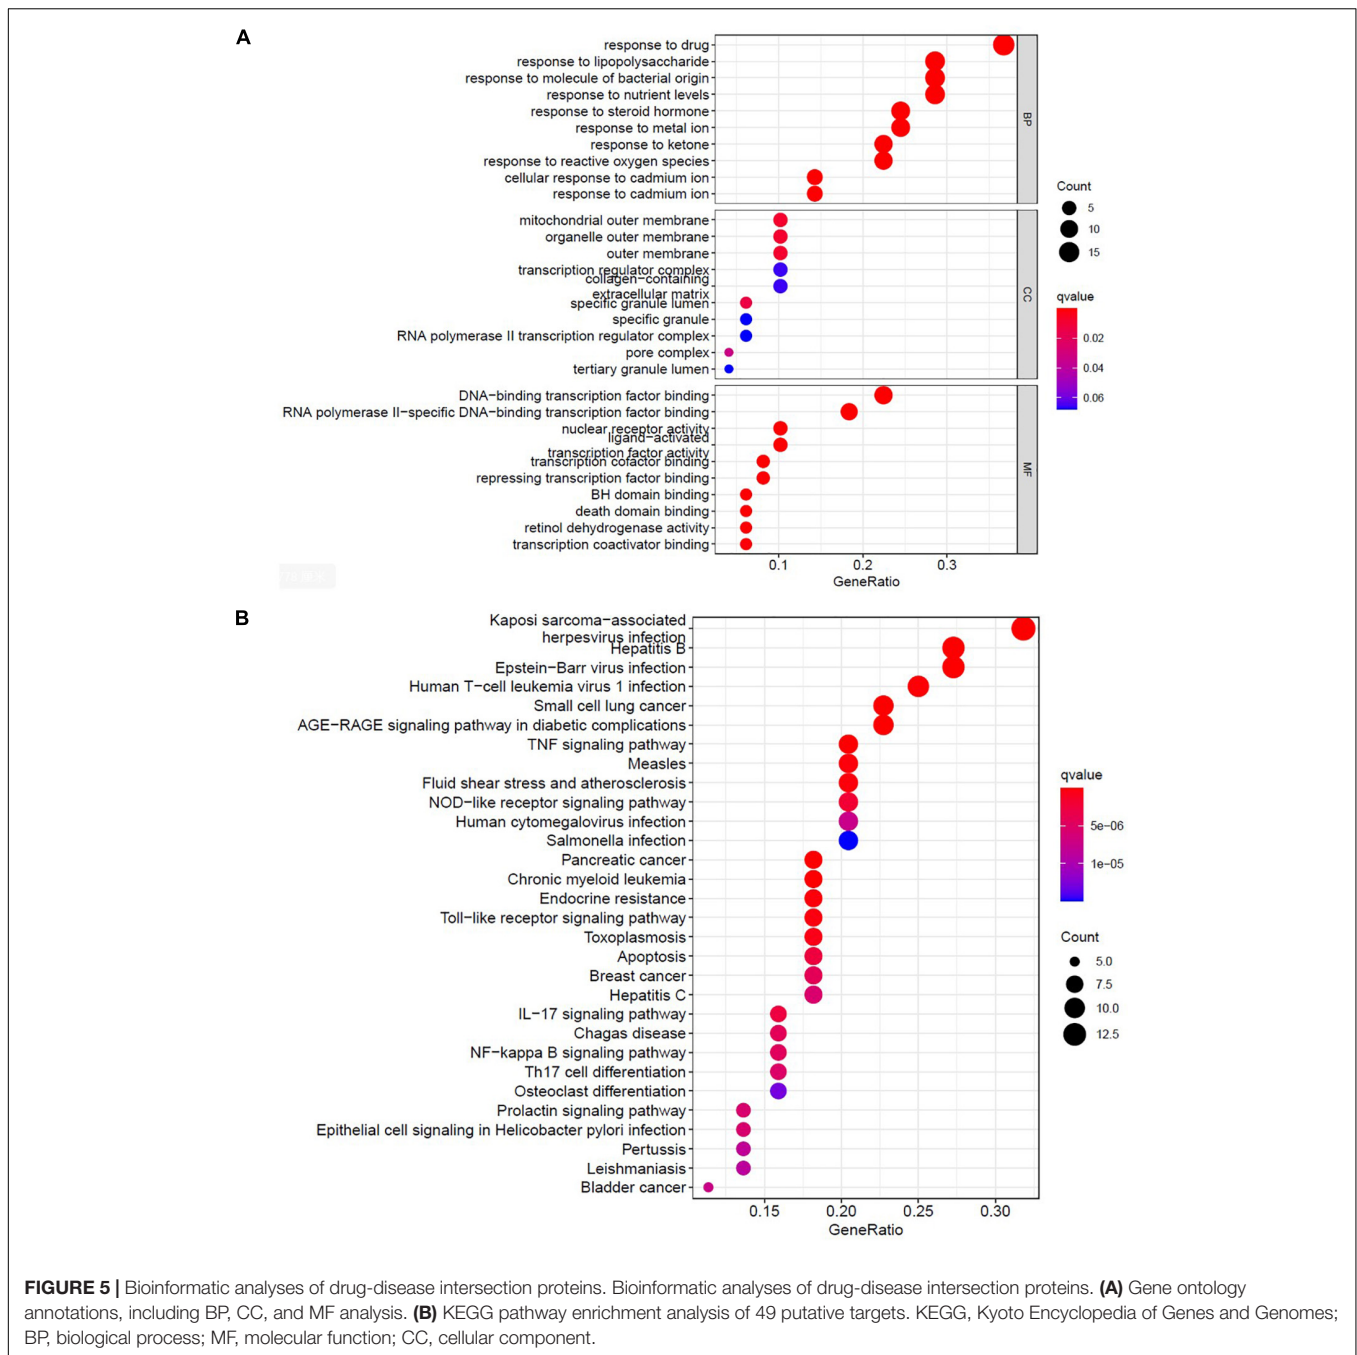 A
response to drug
response to lipopolysaccharide
response to molecule of bacterial origin
response to nutrient levels
response to steroid hormone
response to metal ion
response to ketone
response to reactive oxygen species
cellular response to cadmium ion
response to cadmium ion
BP
mitochondrial outer membrane
organelle outer membrane
outer membrane
transcription regulator complex
collagen−containing
extracellular matrix
specific granule lumen
specific granule
RNA polymerase II transcription regulator complex
pore complex
tertiary granule lumen
CC
DNA−binding transcription factor binding
RNA polymerase II−specific DNA−binding transcription factor binding
nuclear receptor activity
ligand−activated
transcription factor activity
transcription cofactor binding
repressing transcription factor binding
BH domain binding
death domain binding
retinol dehydrogenase activity
transcription coactivator binding
MF
0.1 0.2 0.3
GeneRatio
Count
5
10
15
qvalue
0.02
0.04
0.06
B
Kaposi sarcoma−associated
herpesvirus infection
Hepatitis B
Epstein−Barr virus infection
Human T−cell leukemia virus 1 infection
Small cell lung cancer
AGE−RAGE signaling pathway in diabetic complications
TNF signaling pathway
Measles
Fluid shear stress and atherosclerosis
NOD−like receptor signaling pathway
Human cytomegalovirus infection
Salmonella infection
Pancreatic cancer
Chronic myeloid leukemia
Endocrine resistance
Toll−like receptor signaling pathway
Toxoplasmosis
Apoptosis
Breast cancer
Hepatitis C
IL−17 signaling pathway
Chagas disease
NF−kappa B signaling pathway
Th17 cell differentiation
Osteoclast differentiation
Prolactin signaling pathway
Epithelial cell signaling in Helicobacter pylori infection
Pertussis
Leishmaniasis
Bladder cancer
0.15 0.20 0.25 0.30
GeneRatio
qvalue
5e−06
1e−05
Count
5.0
7.5
10.0
12.5
FIGURE 5 | Bioinformatic analyses of drug-disease intersection proteins. Bioinformatic analyses of drug-disease intersection proteins. (A) Gene ontology
annotations, including BP, CC, and MF analysis. (B) KEGG pathway enrichment analysis of 49 putative targets. KEGG, Kyoto Encyclopedia of Genes and Genomes;
BP, biological process; MF, molecular function; CC, cellular component.